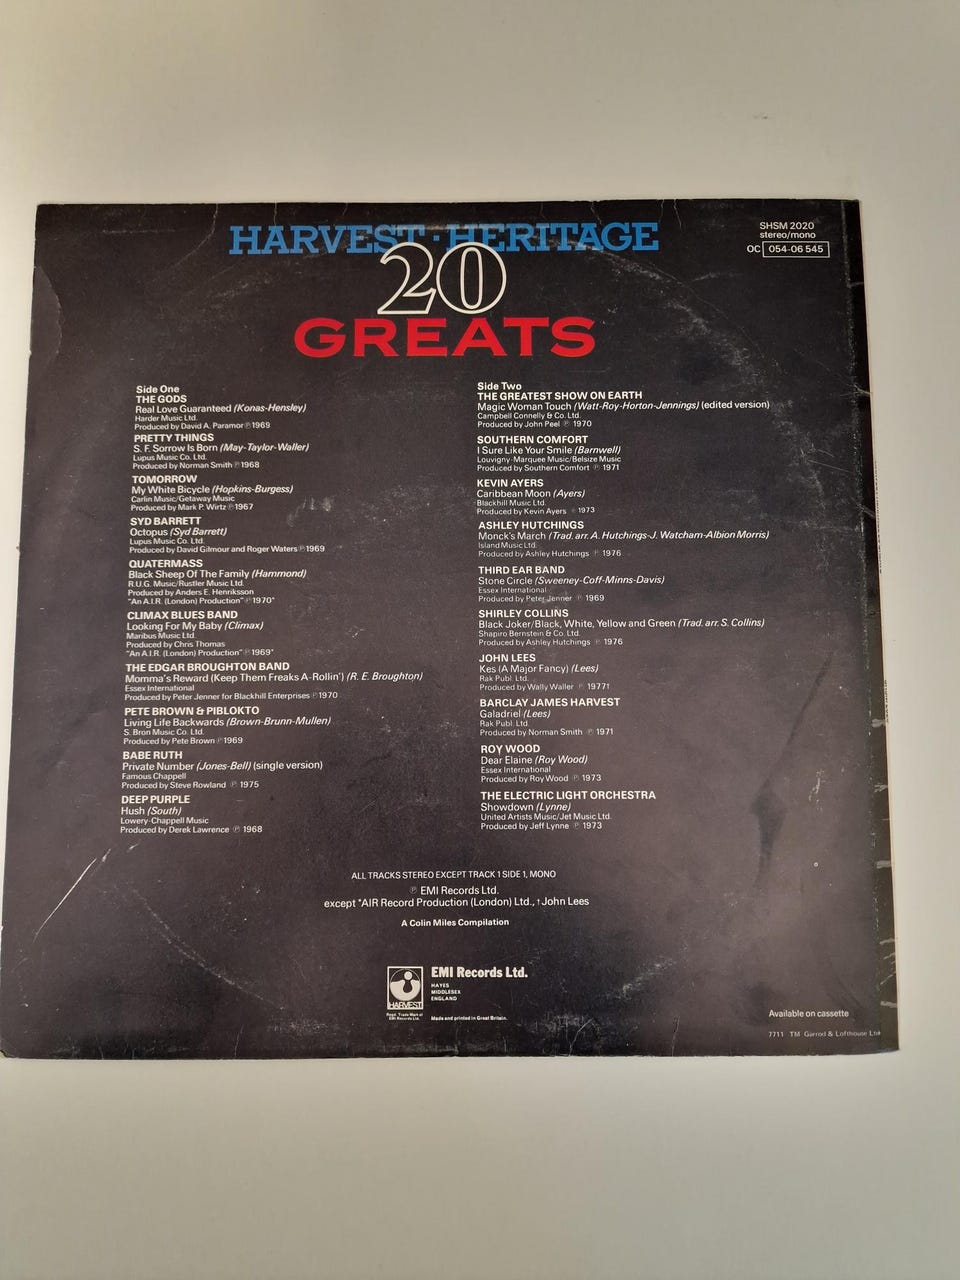 HARVEST · HERITAGE
20
GREATS
SHSM 2020
stereo/mono
OC 054-06 545
Side One
THE GODS
Real Love Guaranteed (Konas-Hensley)
Harder Music Ltd.
Produced by David A. Paramor ℗ 1969
PRETTY THINGS
S. F. Sorrow Is Born (May-Taylor-Waller)
Lupus Music Co. Ltd.
Produced by Norman Smith ℗ 1968
TOMORROW
My White Bicycle (Hopkins-Burgess)
Carlin Music/Getaway Music
Produced by Mark P. Wirtz ℗ 1967
SYD BARRETT
Octopus (Syd Barrett)
Lupus Music Co. Ltd.
Produced by David Gilmour and Roger Waters ℗ 1969
QUATERMASS
Black Sheep Of The Family (Hammond)
R.U.G. Music/Rustler Music Ltd.
Produced by Anders E. Henriksson
"An A.I.R. (London) Production" ℗ 1970*
CLIMAX BLUES BAND
Looking For My Baby (Climax)
Maribus Music Ltd.
Produced by Chris Thomas
"An A.I.R. (London) Production" ℗ 1969*
THE EDGAR BROUGHTON BAND
Momma's Reward (Keep Them Freaks A-Rollin') (R. E. Broughton)
Essex International
Produced by Peter Jenner for Blackhill Enterprises ℗ 1970
PETE BROWN & PIBLOKTO
Living Life Backwards (Brown-Brunn-Mullen)
S. Bron Music Co. Ltd.
Produced by Pete Brown ℗ 1969
BABE RUTH
Private Number (Jones-Bell) (single version)
Famous Chappell
Produced by Steve Rowland ℗ 1975
DEEP PURPLE
Hush (South)
Lowery-Chappell Music
Produced by Derek Lawrence ℗ 1968
Side Two
THE GREATEST SHOW ON EARTH
Magic Woman Touch (Watt-Roy-Horton-Jennings) (edited version)
Campbell Connelly & Co. Ltd.
Produced by John Peel ℗ 1970
SOUTHERN COMFORT
I Sure Like Your Smile (Barnwell)
Louvigny-Marquee Music/Belsize Music
Produced by Southern Comfort ℗ 1971
KEVIN AYERS
Caribbean Moon (Ayers)
Blackhill Music Ltd.
Produced by Kevin Ayers ℗ 1973
ASHLEY HUTCHINGS
Monck's March (Trad. arr. A. Hutchings-J. Watcham-Albion Morris)
Island Music Ltd.
Produced by Ashley Hutchings ℗ 1976
THIRD EAR BAND
Stone Circle (Sweeney-Coff-Minns-Davis)
Essex International
Produced by Peter Jenner ℗ 1969
SHIRLEY COLLINS
Black Joker/Black, White, Yellow and Green (Trad. arr. S. Collins)
Shapiro Bernstein & Co. Ltd.
Produced by Ashley Hutchings ℗ 1976
JOHN LEES
Kes (A Major Fancy) (Lees)
Rak Publ. Ltd.
Produced by Wally Waller ℗ 1977†
BARCLAY JAMES HARVEST
Galadriel (Lees)
Rak Publ. Ltd.
Produced by Norman Smith ℗ 1971
ROY WOOD
Dear Elaine (Roy Wood)
Essex International
Produced by Roy Wood ℗ 1973
THE ELECTRIC LIGHT ORCHESTRA
Showdown (Lynne)
United Artists Music/Jet Music Ltd.
Produced by Jeff Lynne ℗ 1973
ALL TRACKS STEREO EXCEPT TRACK 1 SIDE 1, MONO
℗ EMI Records Ltd.
except *AIR Record Production (London) Ltd., † John Lees
A Colin Miles Compilation
HARVEST
Regd. Trade Mark of
EMI Records Ltd.
EMI Records Ltd.
HAYES
MIDDLESEX
ENGLAND
Made and printed in Great Britain.
Available on cassette
7711 TM Garrod & Lofthouse Ltd